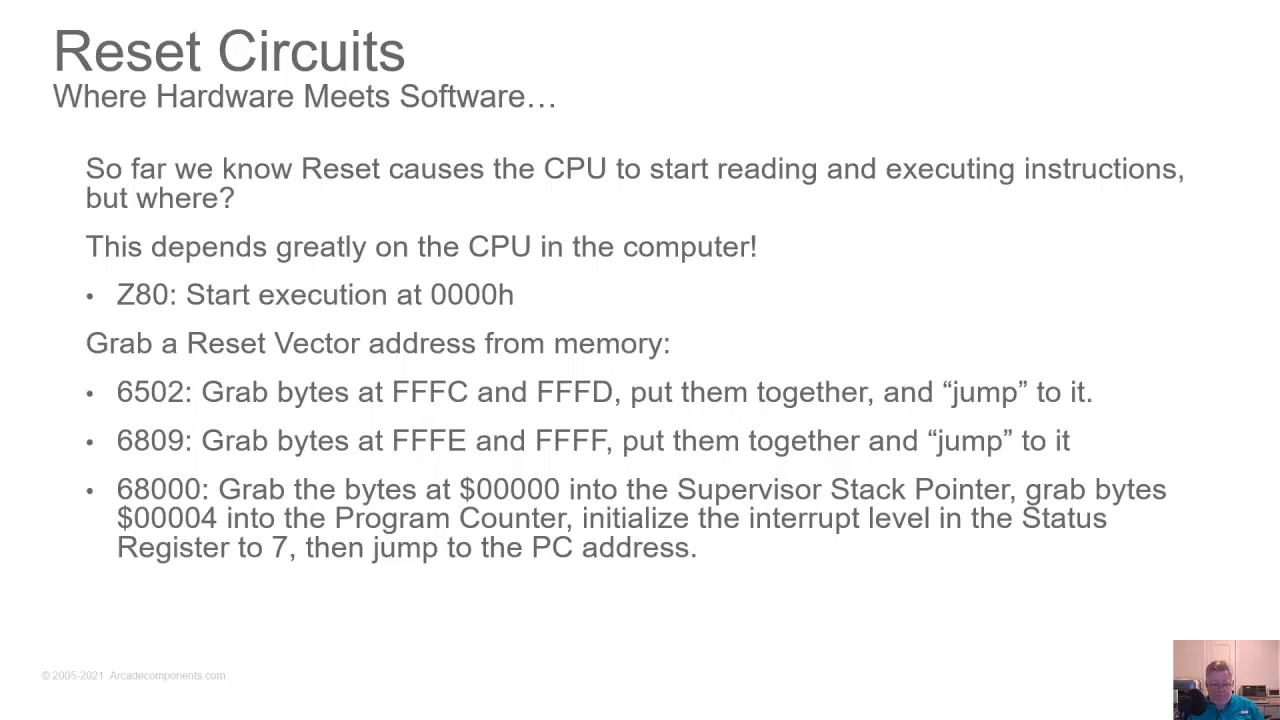 Reset Circuits
Where Hardware Meets Software…
So far we know Reset causes the CPU to start reading and executing instructions,
but where?
This depends greatly on the CPU in the computer!
• Z80: Start execution at 0000h
Grab a Reset Vector address from memory:
• 6502: Grab bytes at FFFC and FFFD, put them together, and “jump” to it.
• 6809: Grab bytes at FFFE and FFFF, put them together and “jump” to it
• 68000: Grab the bytes at $00000 into the Supervisor Stack Pointer, grab bytes
$00004 into the Program Counter, initialize the interrupt level in the Status
Register to 7, then jump to the PC address.
© 2005-2021 Arcadecomponents.com